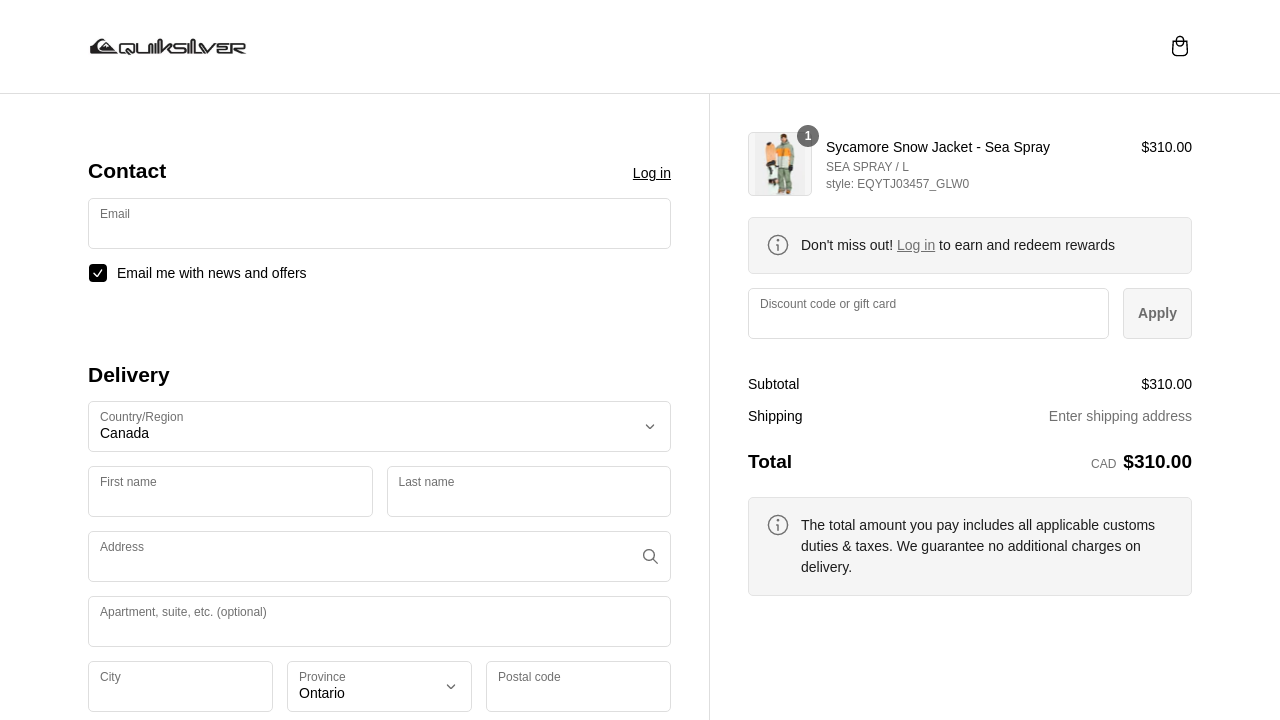 QUIKSILVER
Contact
Log in
Email
Email me with news and offers
Delivery
Country/Region
Canada
First name
Last name
Address
Apartment, suite, etc. (optional)
City
Province
Ontario
Postal code
1
Sycamore Snow Jacket - Sea Spray
$310.00
SEA SPRAY / L
style: EQYTJ03457_GLW0
Don't miss out! Log in to earn and redeem rewards
Discount code or gift card
Apply
Subtotal
$310.00
Shipping
Enter shipping address
Total
CAD $310.00
The total amount you pay includes all applicable customs
duties & taxes. We guarantee no additional charges on
delivery.